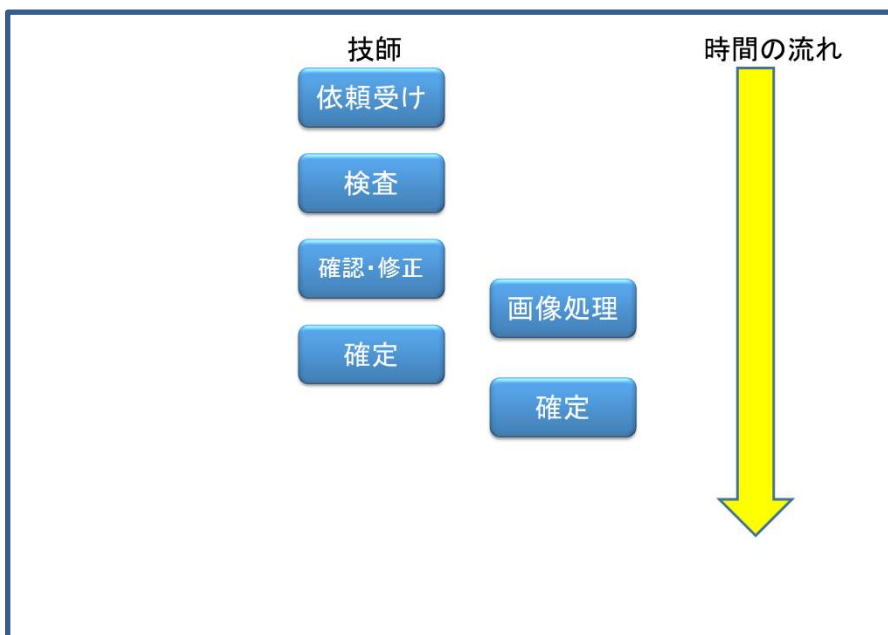 技師
時間の流れ
依頼受け
検査
確認・修正
画像処理
確定
確定